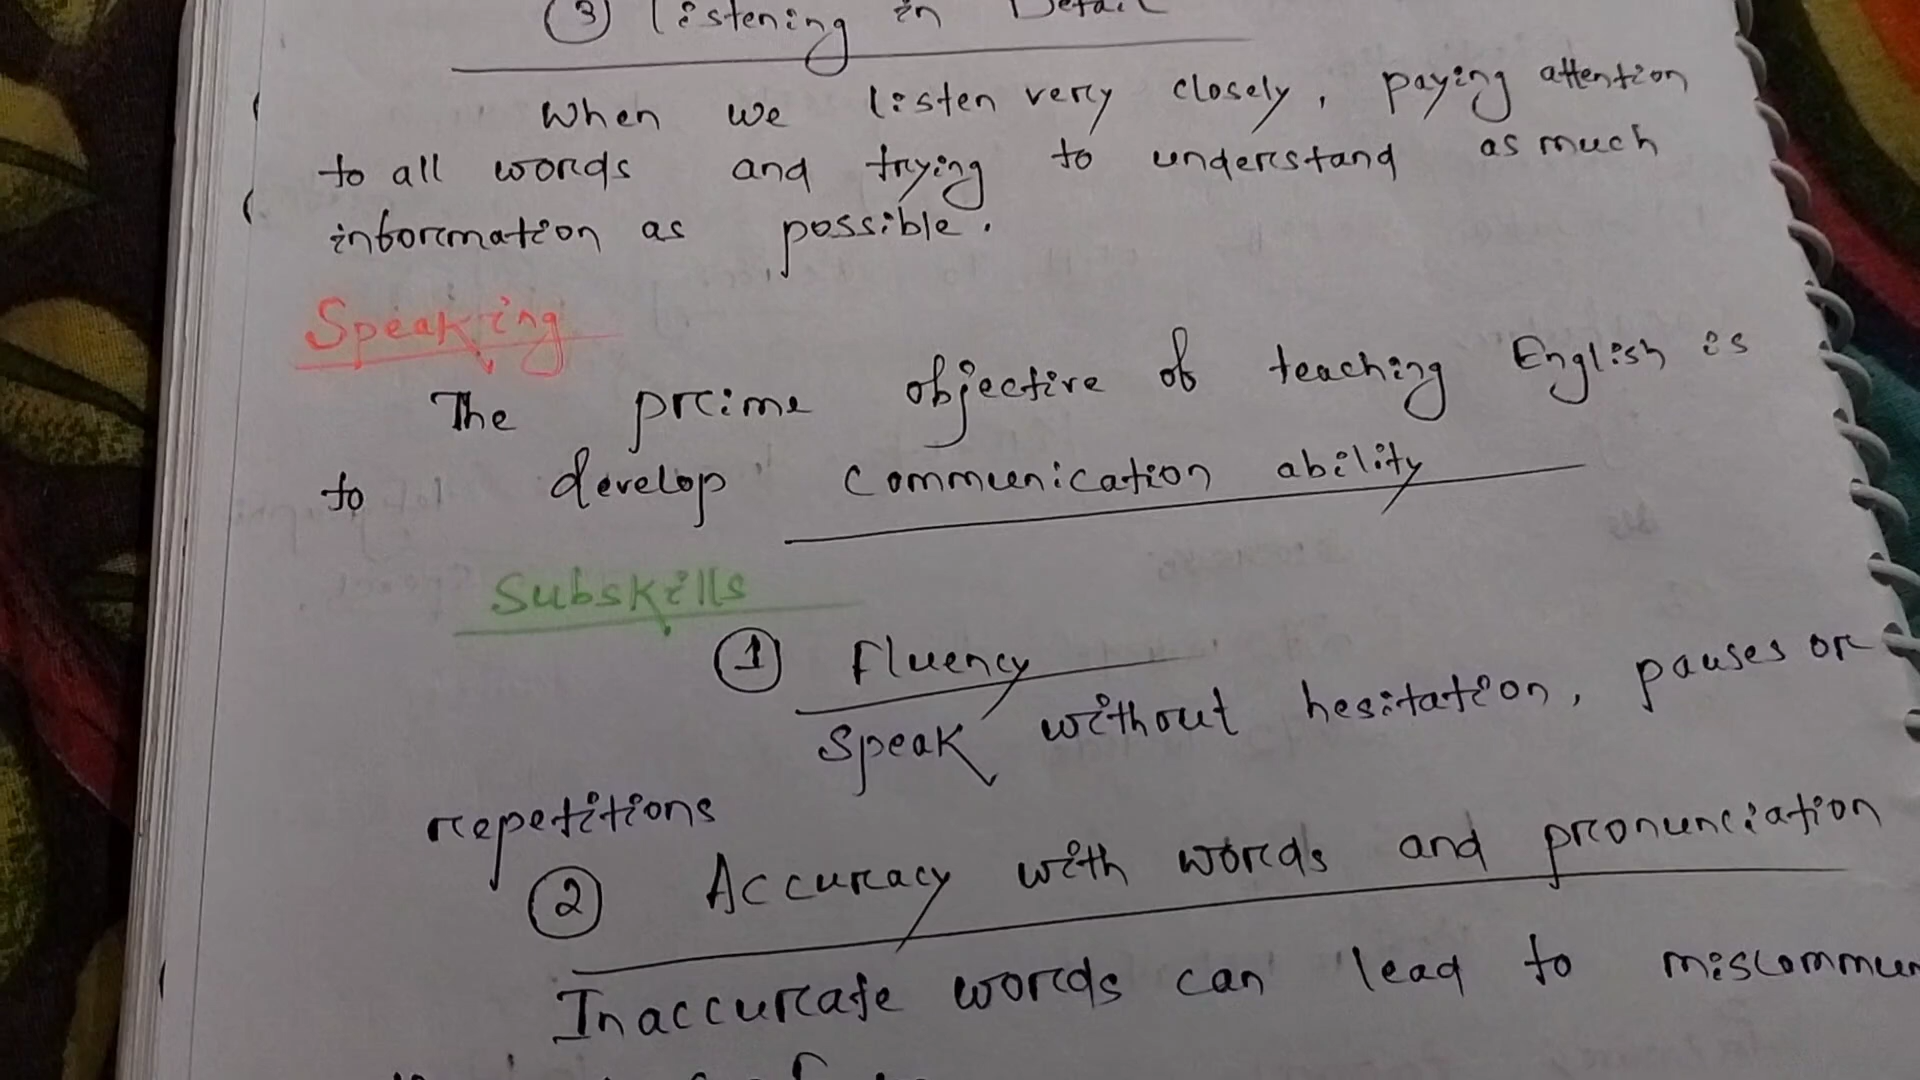 ③ Listening in Detail
When we listen very closely, paying attention
to all words and trying to understand as much
information as possible.
Speaking
The prime objective of teaching English is
to develop communication ability
Subskills
① Fluency
Speak without hesitation, pauses or
repetitions
② Accuracy with words and pronunciation
Inaccurate words can lead to miscommun